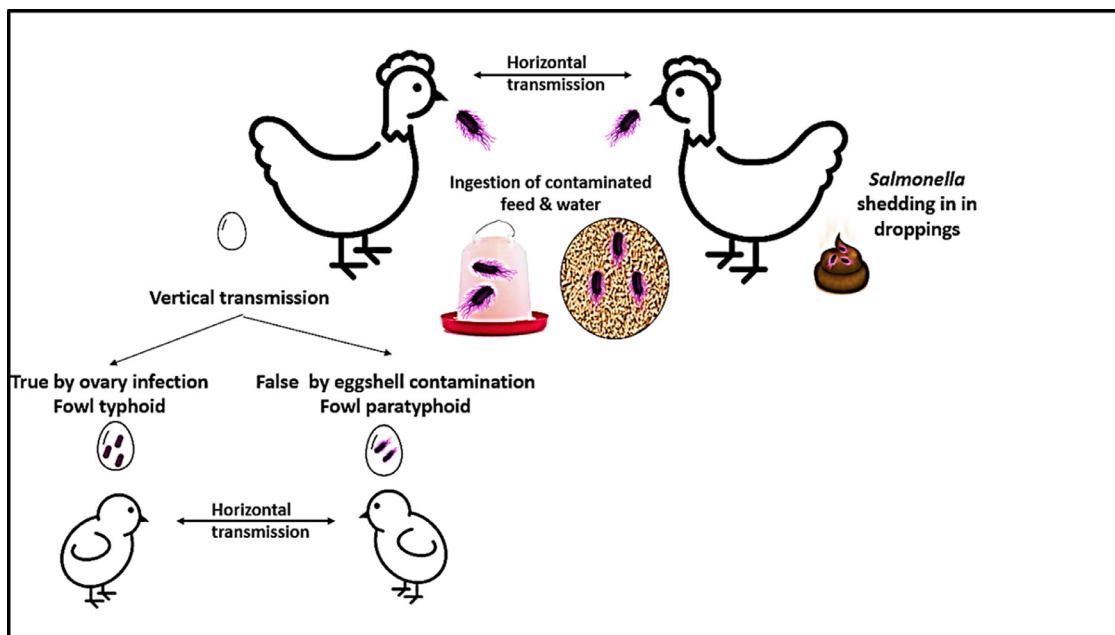 Horizontal
transmission
Ingestion of contaminated
feed & water
Salmonella
shedding in in
droppings
Vertical transmission
True by ovary infection
Fowl typhoid
False by eggshell contamination
Fowl paratyphoid
Horizontal
transmission